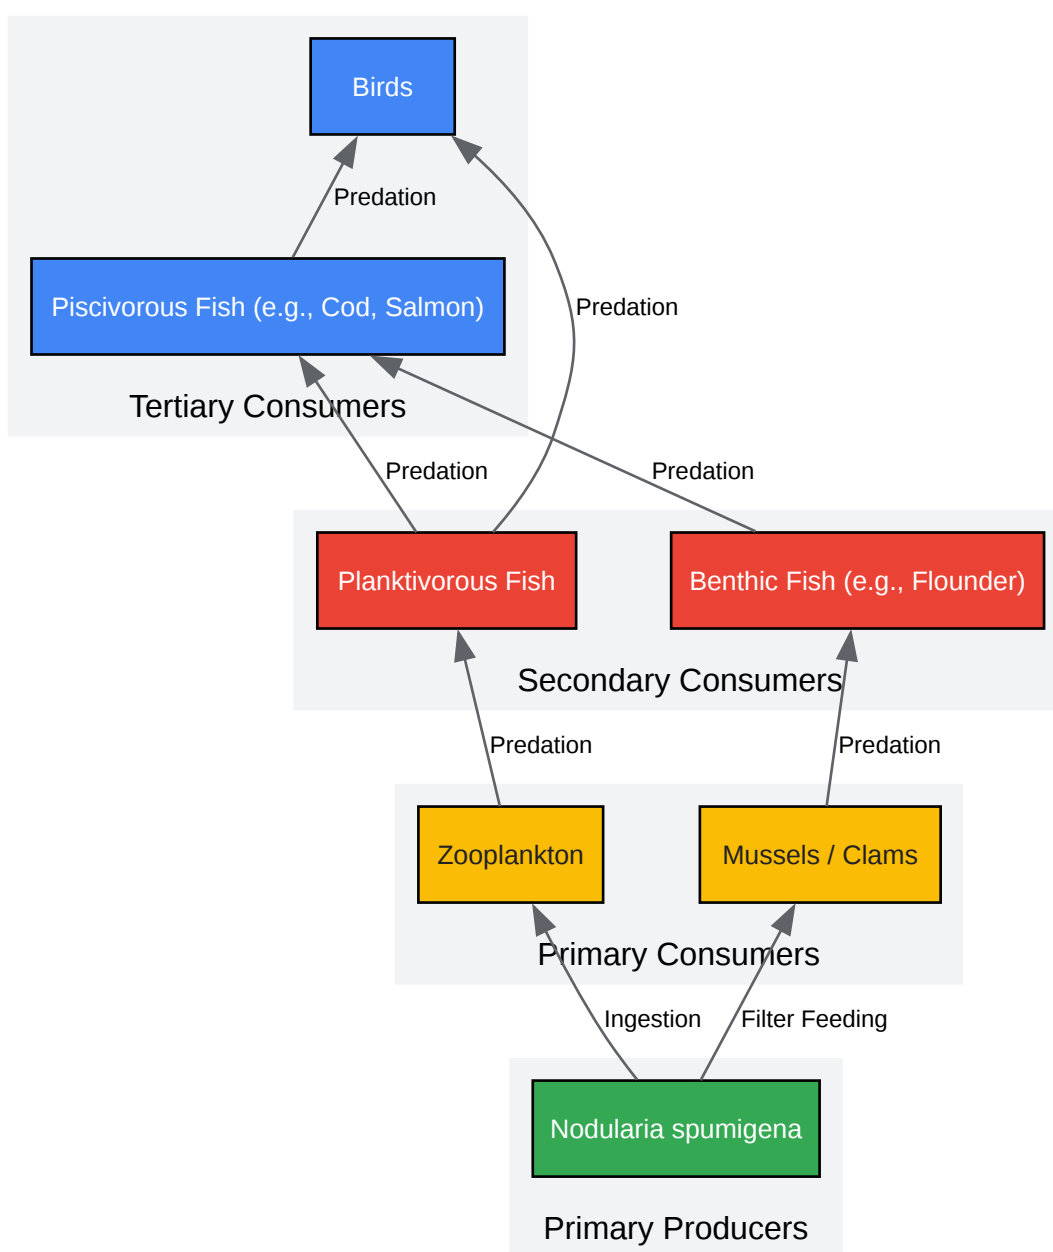 Birds
Predation
Piscivorous Fish (e.g., Cod, Salmon)
Predation
Tertiary Consumers
Predation
Predation
Planktivorous Fish
Benthic Fish (e.g., Flounder)
Secondary Consumers
Predation
Predation
Zooplankton
Mussels / Clams
Primary Consumers
Ingestion
Filter Feeding
Nodularia spumigena
Primary Producers